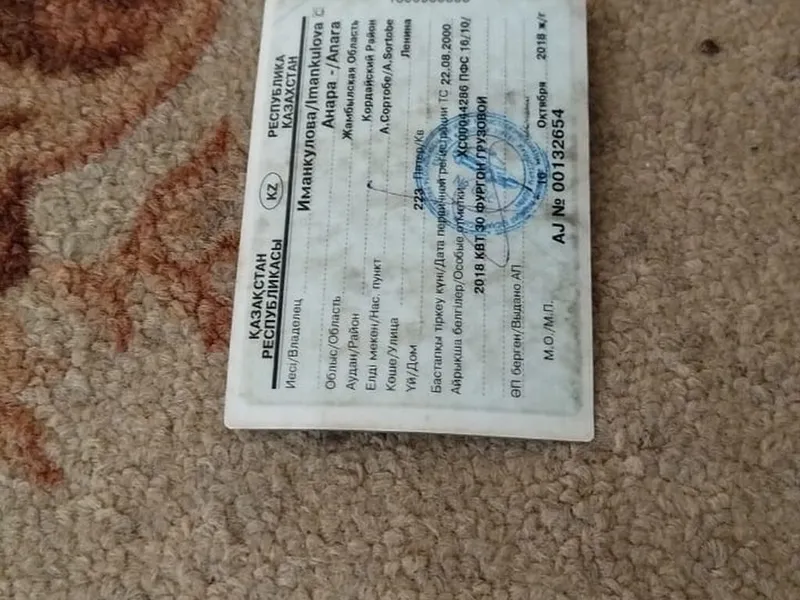 ҚАЗАҚСТАН РЕСПУБЛИКАСЫ
KZ
РЕСПУБЛИКА КАЗАХСТАН
Иесі/Владелец Иманкулова/Imankulova
Анара -/Anara
Облыс/Область Жамбылская Область
Аудан/Район Кордайский Район
Елді мекен/Нас. пункт А.Сортобе/A.Sortobe
Көше/Улица Ленина
Үй/Дом 223 Пәтер/Кв
Бастапқы тіркеу күні/Дата первичной регистрации ТС 22.08.2000
Айрықша белгілер/Особые отметки ПФС 16/10/
2018 КВТ 30 ФУРГОН ГРУЗОВОЙ
ӘП берген/Выдано АП
М.О./М.П. 16 Октября 2018 ж/г
AJ № 00132654